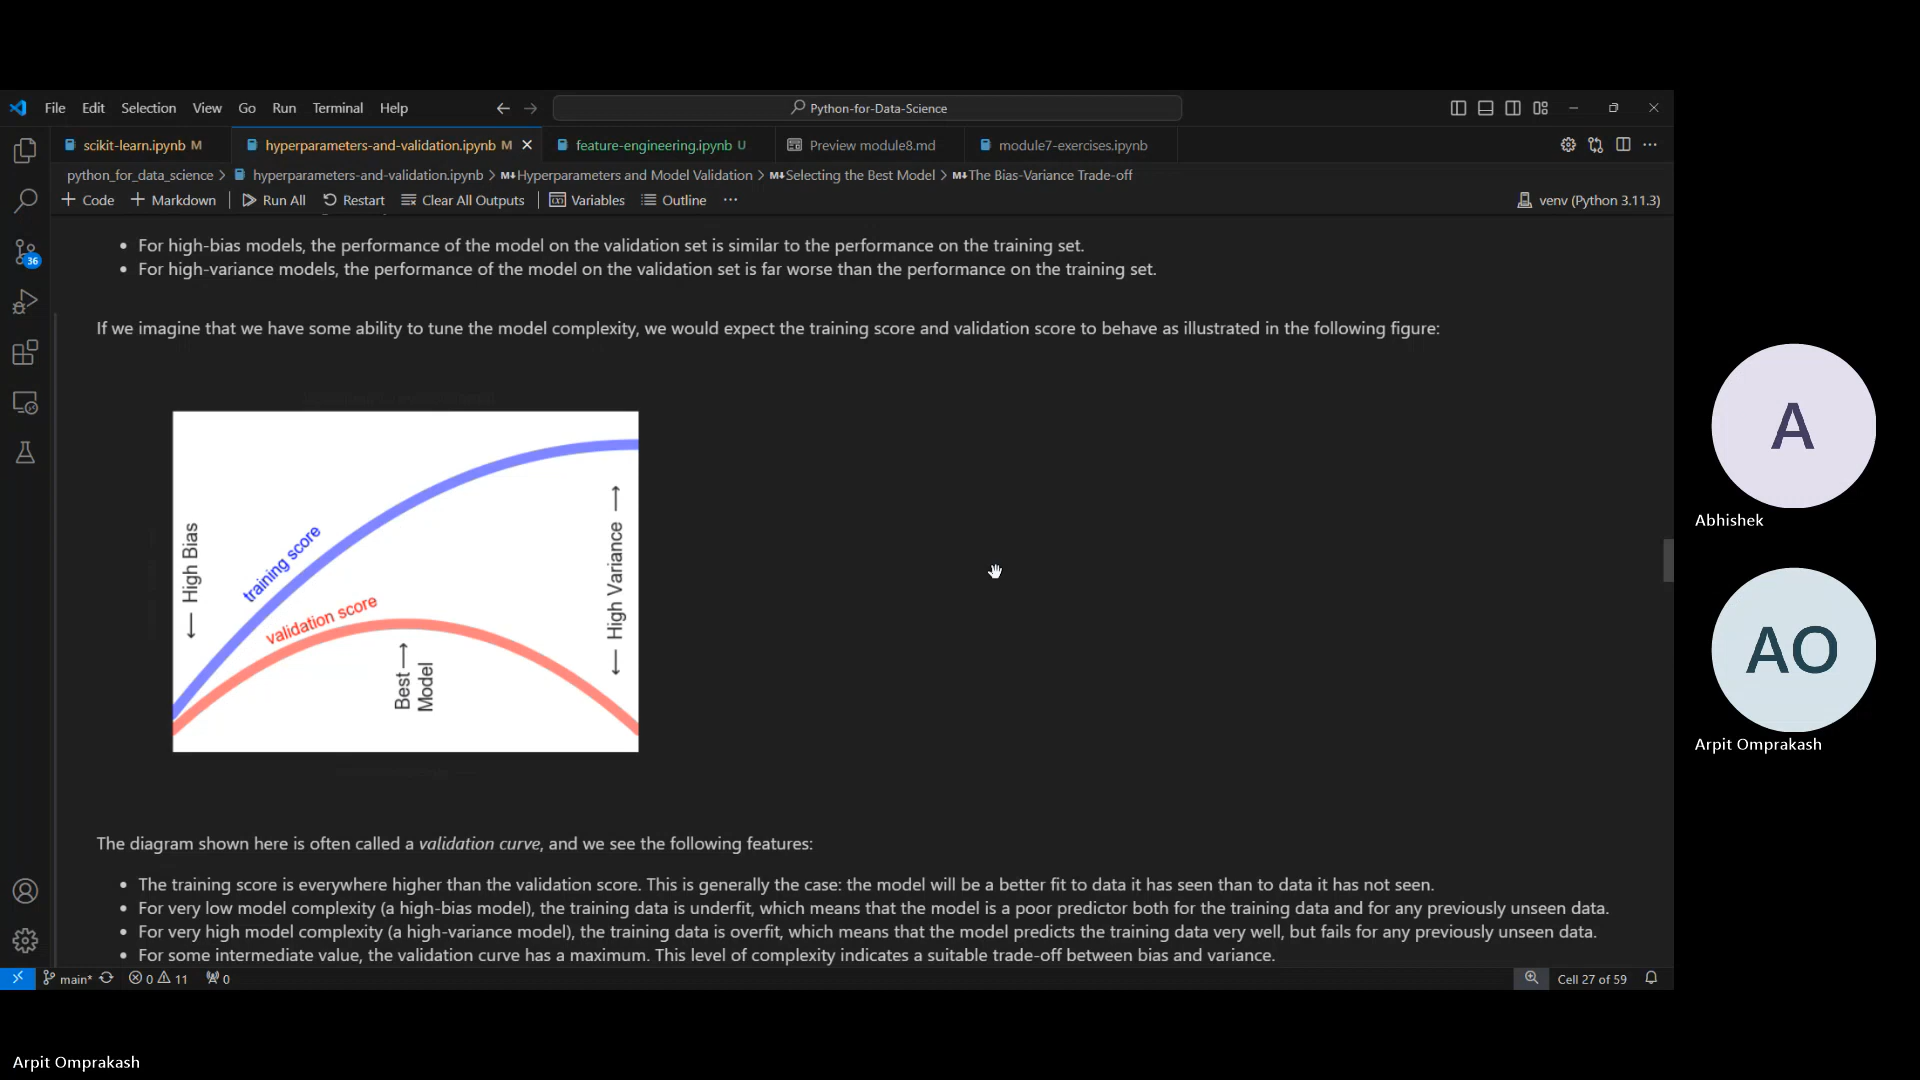 File Edit Selection View Go Run Terminal Help Python-for-Data-Science
scikit-learn.ipynb M hyperparameters-and-validation.ipynb M feature-engineering.ipynb U Preview module8.md module7-exercises.ipynb
python_for_data_science > hyperparameters-and-validation.ipynb > M↓Hyperparameters and Model Validation > M↓Selecting the Best Model > M↓The Bias-Variance Trade-off
+ Code + Markdown Run All Restart Clear All Outputs Variables Outline ... venv (Python 3.11.3)
• For high-bias models, the performance of the model on the validation set is similar to the performance on the training set.
• For high-variance models, the performance of the model on the validation set is far worse than the performance on the training set.
If we imagine that we have some ability to tune the model complexity, we would expect the training score and validation score to behave as illustrated in the following figure:
← High Bias
training score
validation score
Best →
Model
← High Variance →
The diagram shown here is often called a validation curve, and we see the following features:
• The training score is everywhere higher than the validation score. This is generally the case: the model will be a better fit to data it has seen than to data it has not seen.
• For very low model complexity (a high-bias model), the training data is underfit, which means that the model is a poor predictor both for the training data and for any previously unseen data.
• For very high model complexity (a high-variance model), the training data is overfit, which means that the model predicts the training data very well, but fails for any previously unseen data.
• For some intermediate value, the validation curve has a maximum. This level of complexity indicates a suitable trade-off between bias and variance.
36
main* 0 11 0 Cell 27 of 59
A
Abhishek
AO
Arpit Omprakash
Arpit Omprakash